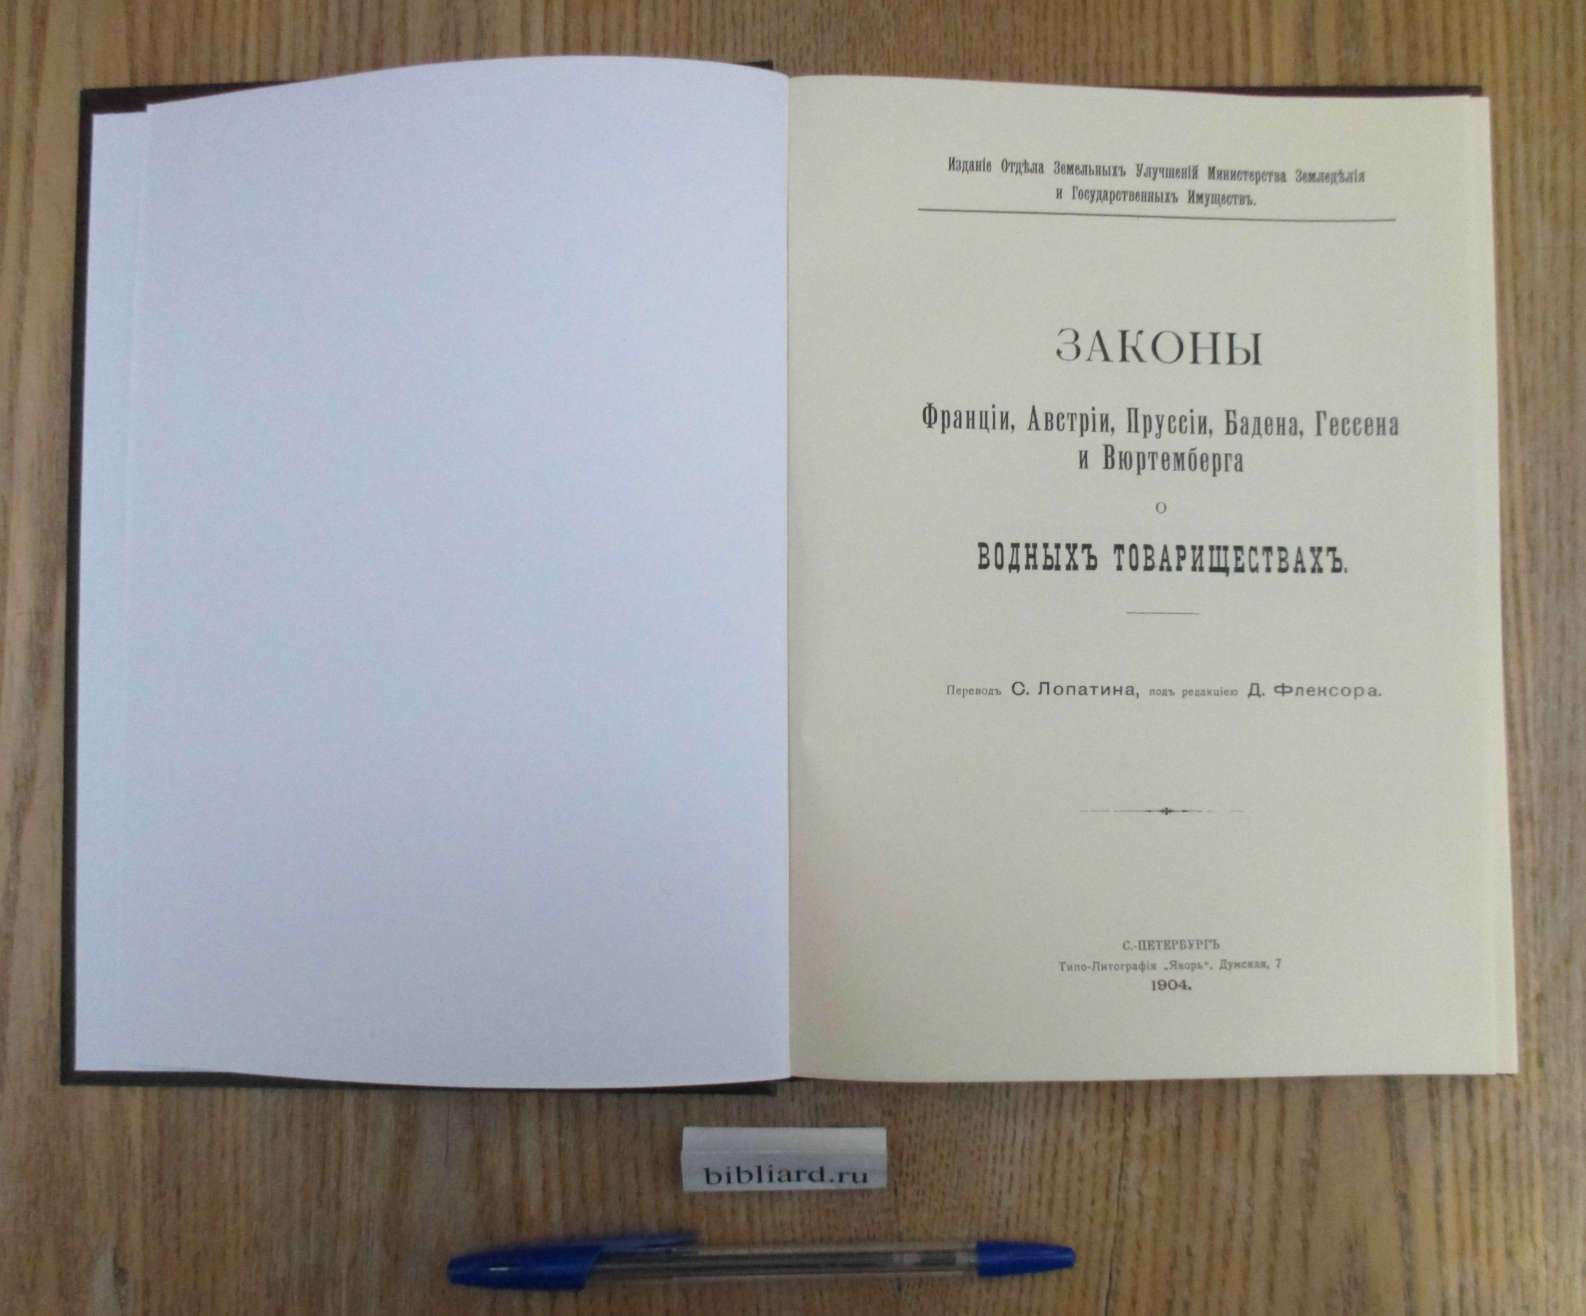 Изданіе Отдѣла Земельныхъ Улучшеній Министерства Земледѣлія
и Государственныхъ Имуществъ.
ЗАКОНЫ
Франціи, Австріи, Пруссіи, Бадена, Гессена
и Вюртемберга
о
ВОДНЫХЪ ТОВАРИЩЕСТВАХЪ.
Переводъ С. Лопатина, подъ редакціею Д. Флексора.
С.-ПЕТЕРБУРГЪ
Типо-Литографія „Якорь“, Думская, 7
1904.
bibliard.ru